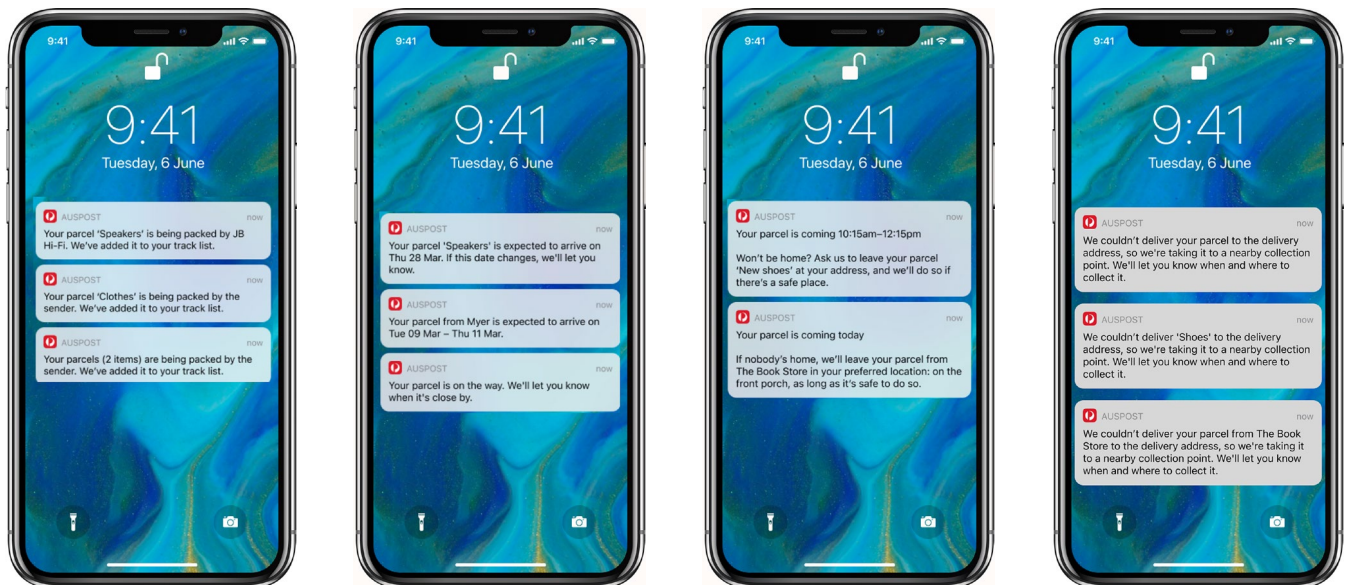 9:41
9:41
Tuesday, 6 June
AUSPOST
now
Your parcel ‘Speakers’ is being packed by JB
Hi-Fi. We’ve added it to your track list.
AUSPOST
now
Your parcel ‘Clothes’ is being packed by the
sender. We’ve added it to your track list.
AUSPOST
now
Your parcels (2 items) are being packed by the
sender. We’ve added it to your track list.
9:41
9:41
Tuesday, 6 June
AUSPOST
now
Your parcel 'Speakers' is expected to arrive on
Thu 28 Mar. If this date changes, we'll let you
know.
AUSPOST
now
Your parcel from Myer is expected to arrive on
Tue 09 Mar – Thu 11 Mar.
AUSPOST
now
Your parcel is on the way. We'll let you know
when it's close by.
9:41
9:41
Tuesday, 6 June
AUSPOST
now
Your parcel is coming 10:15am–12:15pm
Won’t be home? Ask us to leave your parcel
‘New shoes’ at your address, and we’ll do so if
there’s a safe place.
AUSPOST
now
Your parcel is coming today
If nobody’s home, we’ll leave your parcel from
The Book Store in your preferred location: on the
front porch, as long as it’s safe to do so.
9:41
9:41
Tuesday, 6 June
AUSPOST
now
We couldn’t deliver your parcel to the delivery
address, so we're taking it to a nearby collection
point. We'll let you know when and where to
collect it.
AUSPOST
now
We couldn’t deliver 'Shoes' to the delivery
address, so we're taking it to a nearby collection
point. We'll let you know when and where to
collect it.
AUSPOST
now
We couldn’t deliver your parcel from The Book
Store to the delivery address, so we're taking it
to a nearby collection point. We'll let you know
when and where to collect it.